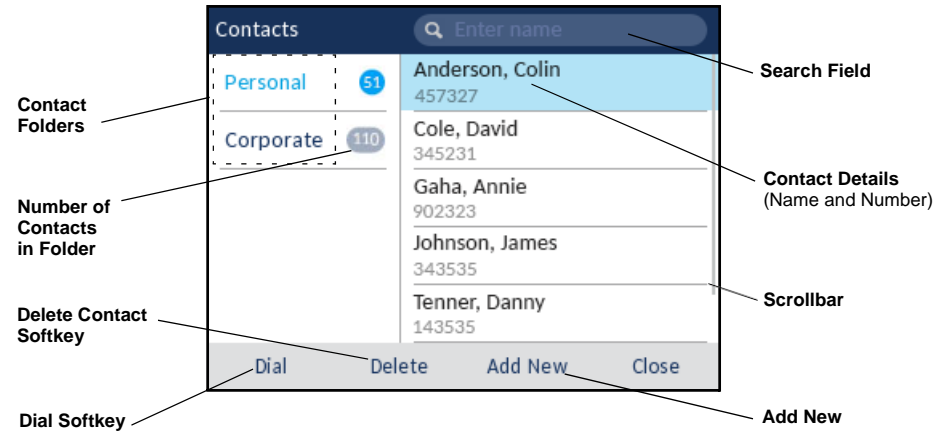 Contacts
Enter name
Personal 51
Corporate 110
Anderson, Colin
457327
Cole, David
345231
Gaha, Annie
902323
Johnson, James
343535
Tenner, Danny
143535
Dial Delete Add New Close
Contact
Folders
Number of
Contacts
in Folder
Delete Contact
Softkey
Dial Softkey
Search Field
Contact Details
(Name and Number)
Scrollbar
Add New